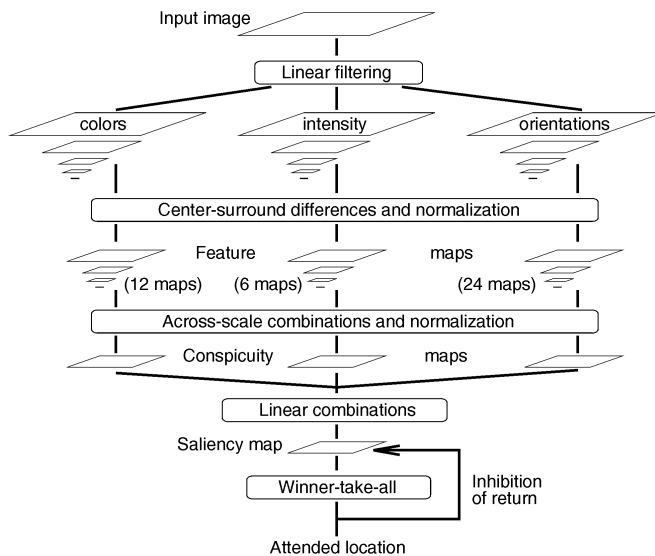 Input image
Linear filtering
colors intensity orientations
Center-surround differences and normalization
Feature maps
(12 maps) (6 maps) (24 maps)
Across-scale combinations and normalization
Conspicuity maps
Linear combinations
Saliency map
Winner-take-all
Inhibition
of return
Attended location